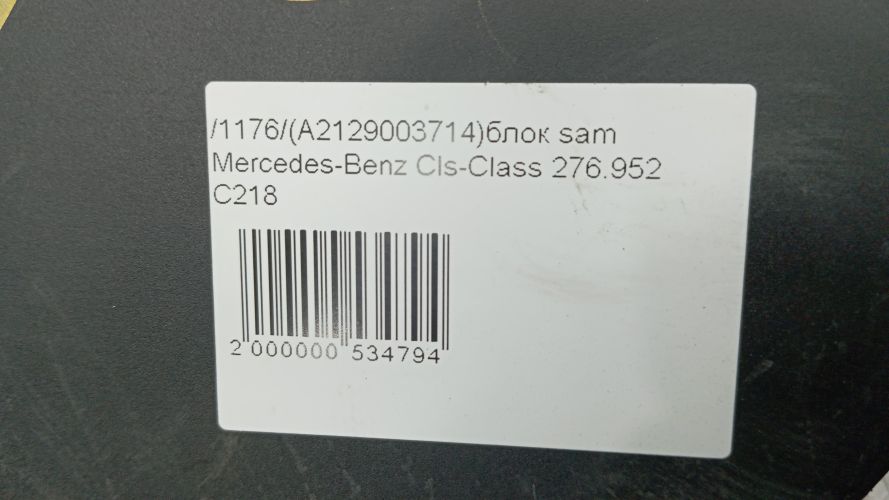 /1176/(A2129003714)блок sam
Mercedes-Benz Cls-Class 276.952
C218
2 000000 534794